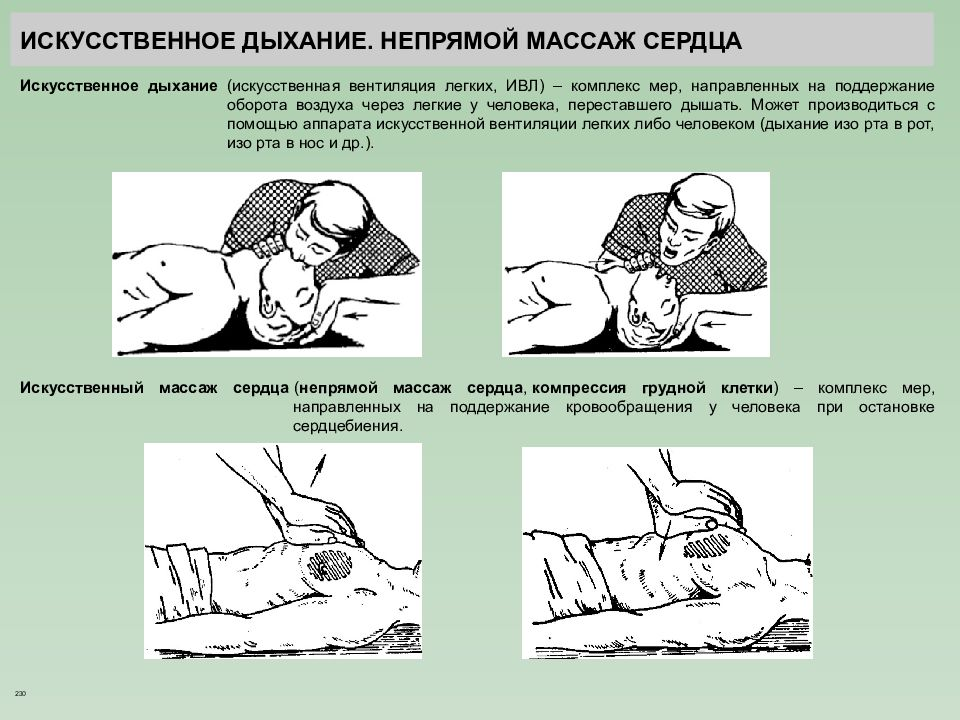 ИСКУССТВЕННОЕ ДЫХАНИЕ. НЕПРЯМОЙ МАССАЖ СЕРДЦА
Искусственное дыхание (искусственная вентиляция легких, ИВЛ) – комплекс мер, направленных на поддержание
оборота воздуха через легкие у человека, переставшего дышать. Может производиться с
помощью аппарата искусственной вентиляции легких либо человеком (дыхание изо рта в рот,
изо рта в нос и др.).
Искусственный массаж сердца (непрямой массаж сердца, компрессия грудной клетки) – комплекс мер,
направленных на поддержание кровообращения у человека при остановке
сердцебиения.
230